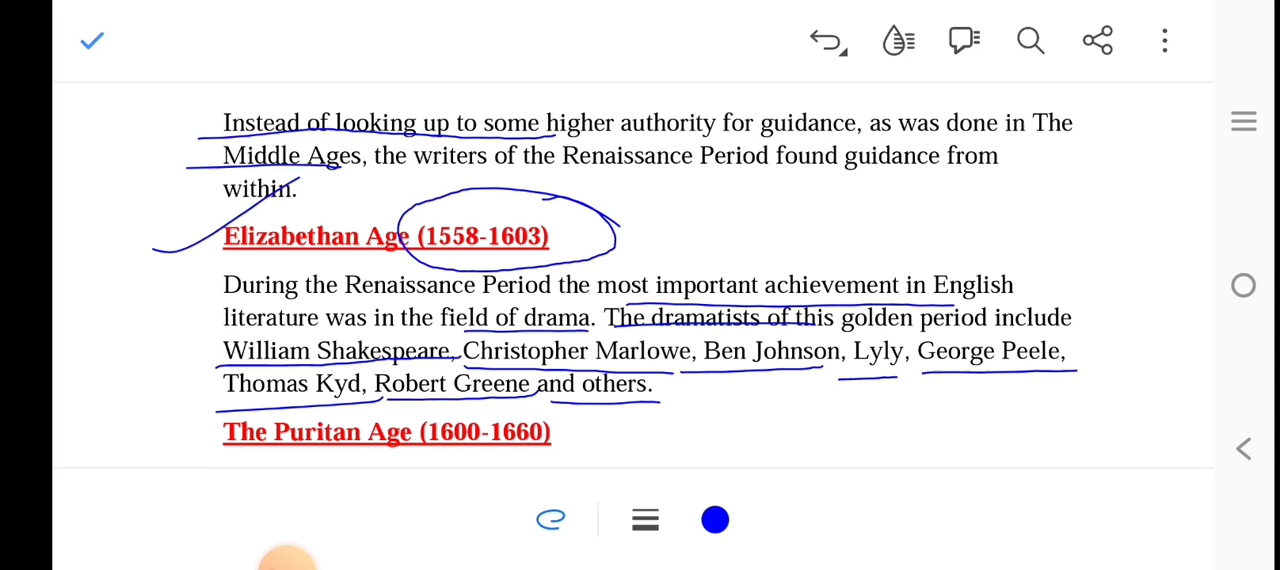 Instead of looking up to some higher authority for guidance, as was done in The
Middle Ages, the writers of the Renaissance Period found guidance from
within.
Elizabethan Age (1558-1603)
During the Renaissance Period the most important achievement in English
literature was in the field of drama. The dramatists of this golden period include
William Shakespeare, Christopher Marlowe, Ben Johnson, Lyly, George Peele,
Thomas Kyd, Robert Greene and others.
The Puritan Age (1600-1660)